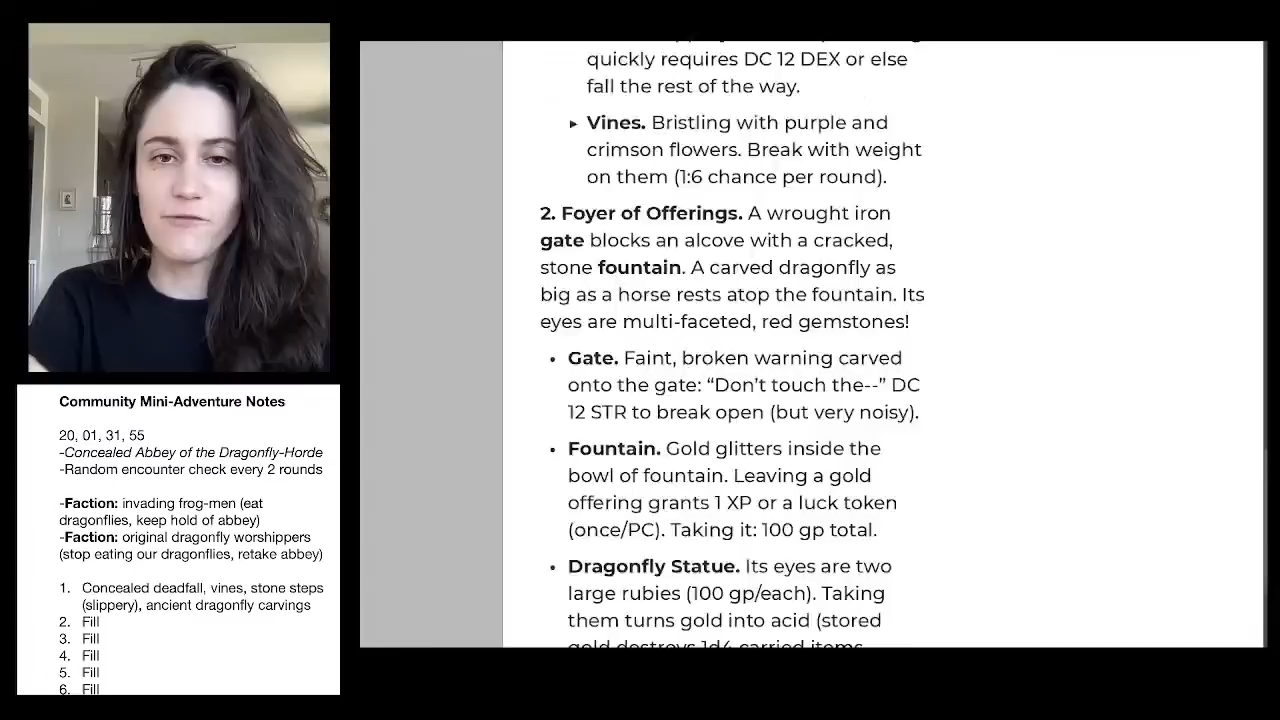 quickly requires DC 12 DEX or else
fall the rest of the way.
▸ Vines. Bristling with purple and
crimson flowers. Break with weight
on them (1:6 chance per round).
2. Foyer of Offerings. A wrought iron
gate blocks an alcove with a cracked,
stone fountain. A carved dragonfly as
big as a horse rests atop the fountain. Its
eyes are multi-faceted, red gemstones!
• Gate. Faint, broken warning carved
onto the gate: “Don’t touch the--” DC
12 STR to break open (but very noisy).
• Fountain. Gold glitters inside the
bowl of fountain. Leaving a gold
offering grants 1 XP or a luck token
(once/PC). Taking it: 100 gp total.
• Dragonfly Statue. Its eyes are two
large rubies (100 gp/each). Taking
them turns gold into acid (stored
gold destroys 1d4 carried items
Community Mini-Adventure Notes
20, 01, 31, 55
-Concealed Abbey of the Dragonfly-Horde
-Random encounter check every 2 rounds
-Faction: invading frog-men (eat
dragonflies, keep hold of abbey)
-Faction: original dragonfly worshippers
(stop eating our dragonflies, retake abbey)
1. Concealed deadfall, vines, stone steps
(slippery), ancient dragonfly carvings
2. Fill
3. Fill
4. Fill
5. Fill
6. Fill